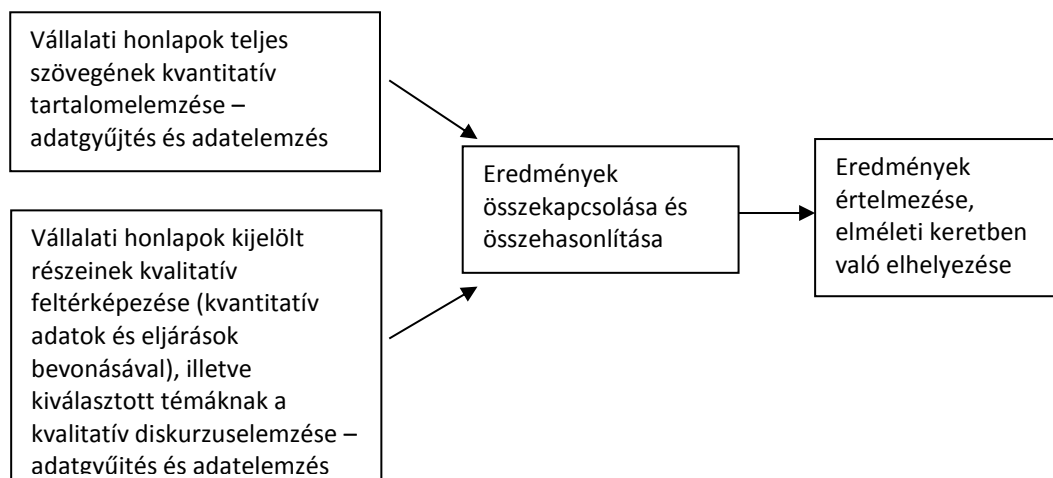 Vállalati honlapok teljes
szövegének kvantitatív
tartalomelemzése –
adatgyűjtés és adatelemzés
Vállalati honlapok kijelölt
részeinek kvalitatív
feltérképezése (kvantitatív
adatok és eljárások
bevonásával), illetve
kiválasztott témáknak a
kvalitatív diskurzuselemzése –
adatgyűjtés és adatelemzés
Eredmények
összekapcsolása és
összehasonlítása
Eredmények
értelmezése,
elméleti keretben
való elhelyezése